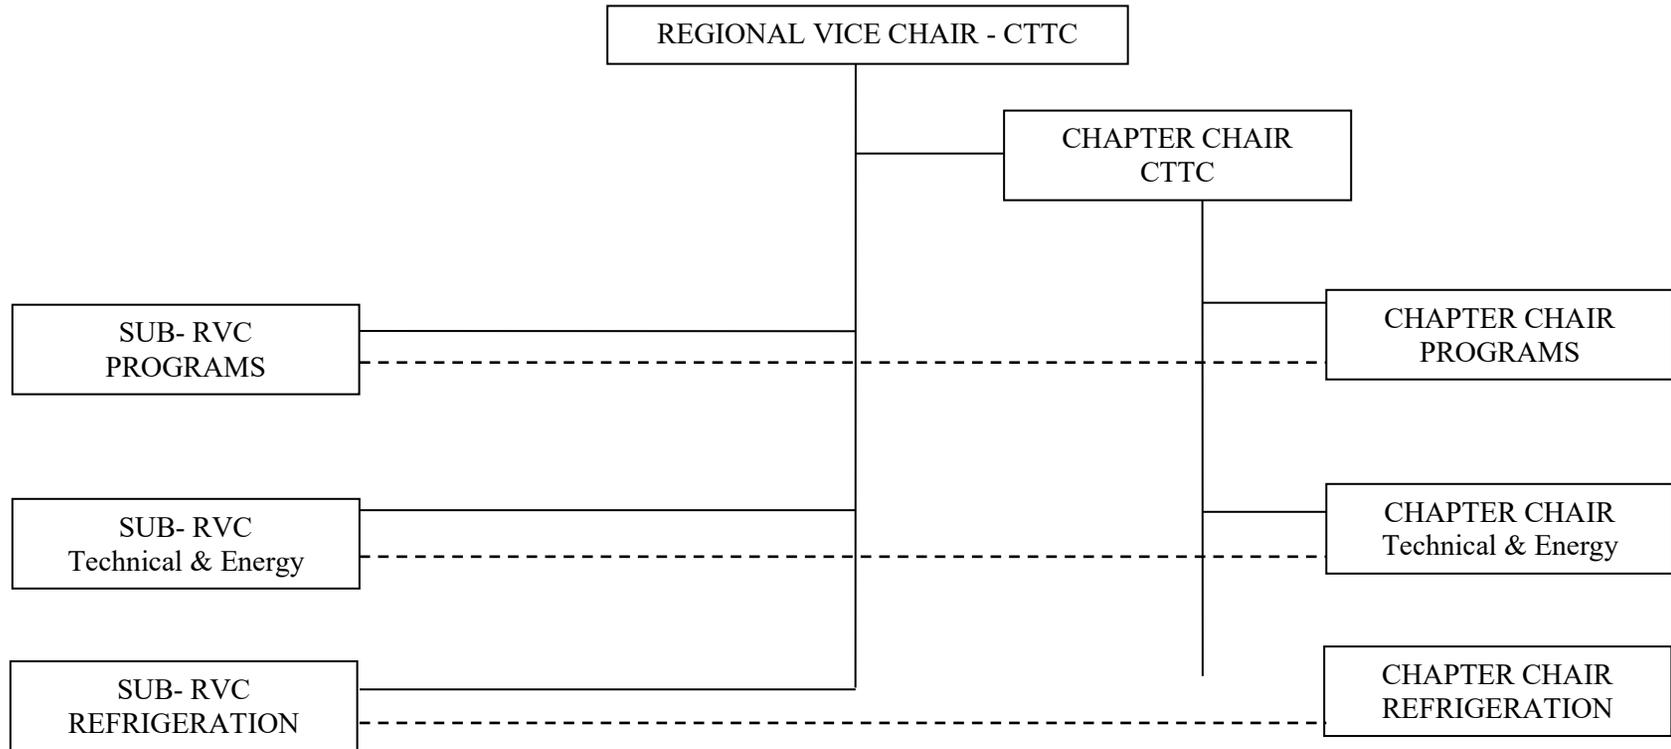 REGIONAL VICE CHAIR - CTTC
CHAPTER CHAIR
CTTC
SUB- RVC
PROGRAMS
CHAPTER CHAIR
PROGRAMS
SUB- RVC
Technical & Energy
CHAPTER CHAIR
Technical & Energy
SUB- RVC
REFRIGERATION
CHAPTER CHAIR
REFRIGERATION